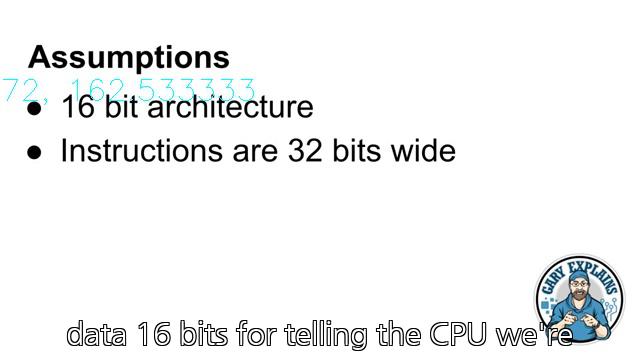 Assumptions
72, 162.533333
● 16 bit architecture
● Instructions are 32 bits wide
GARY EXPLAINS
data 16 bits for telling the CPU we're